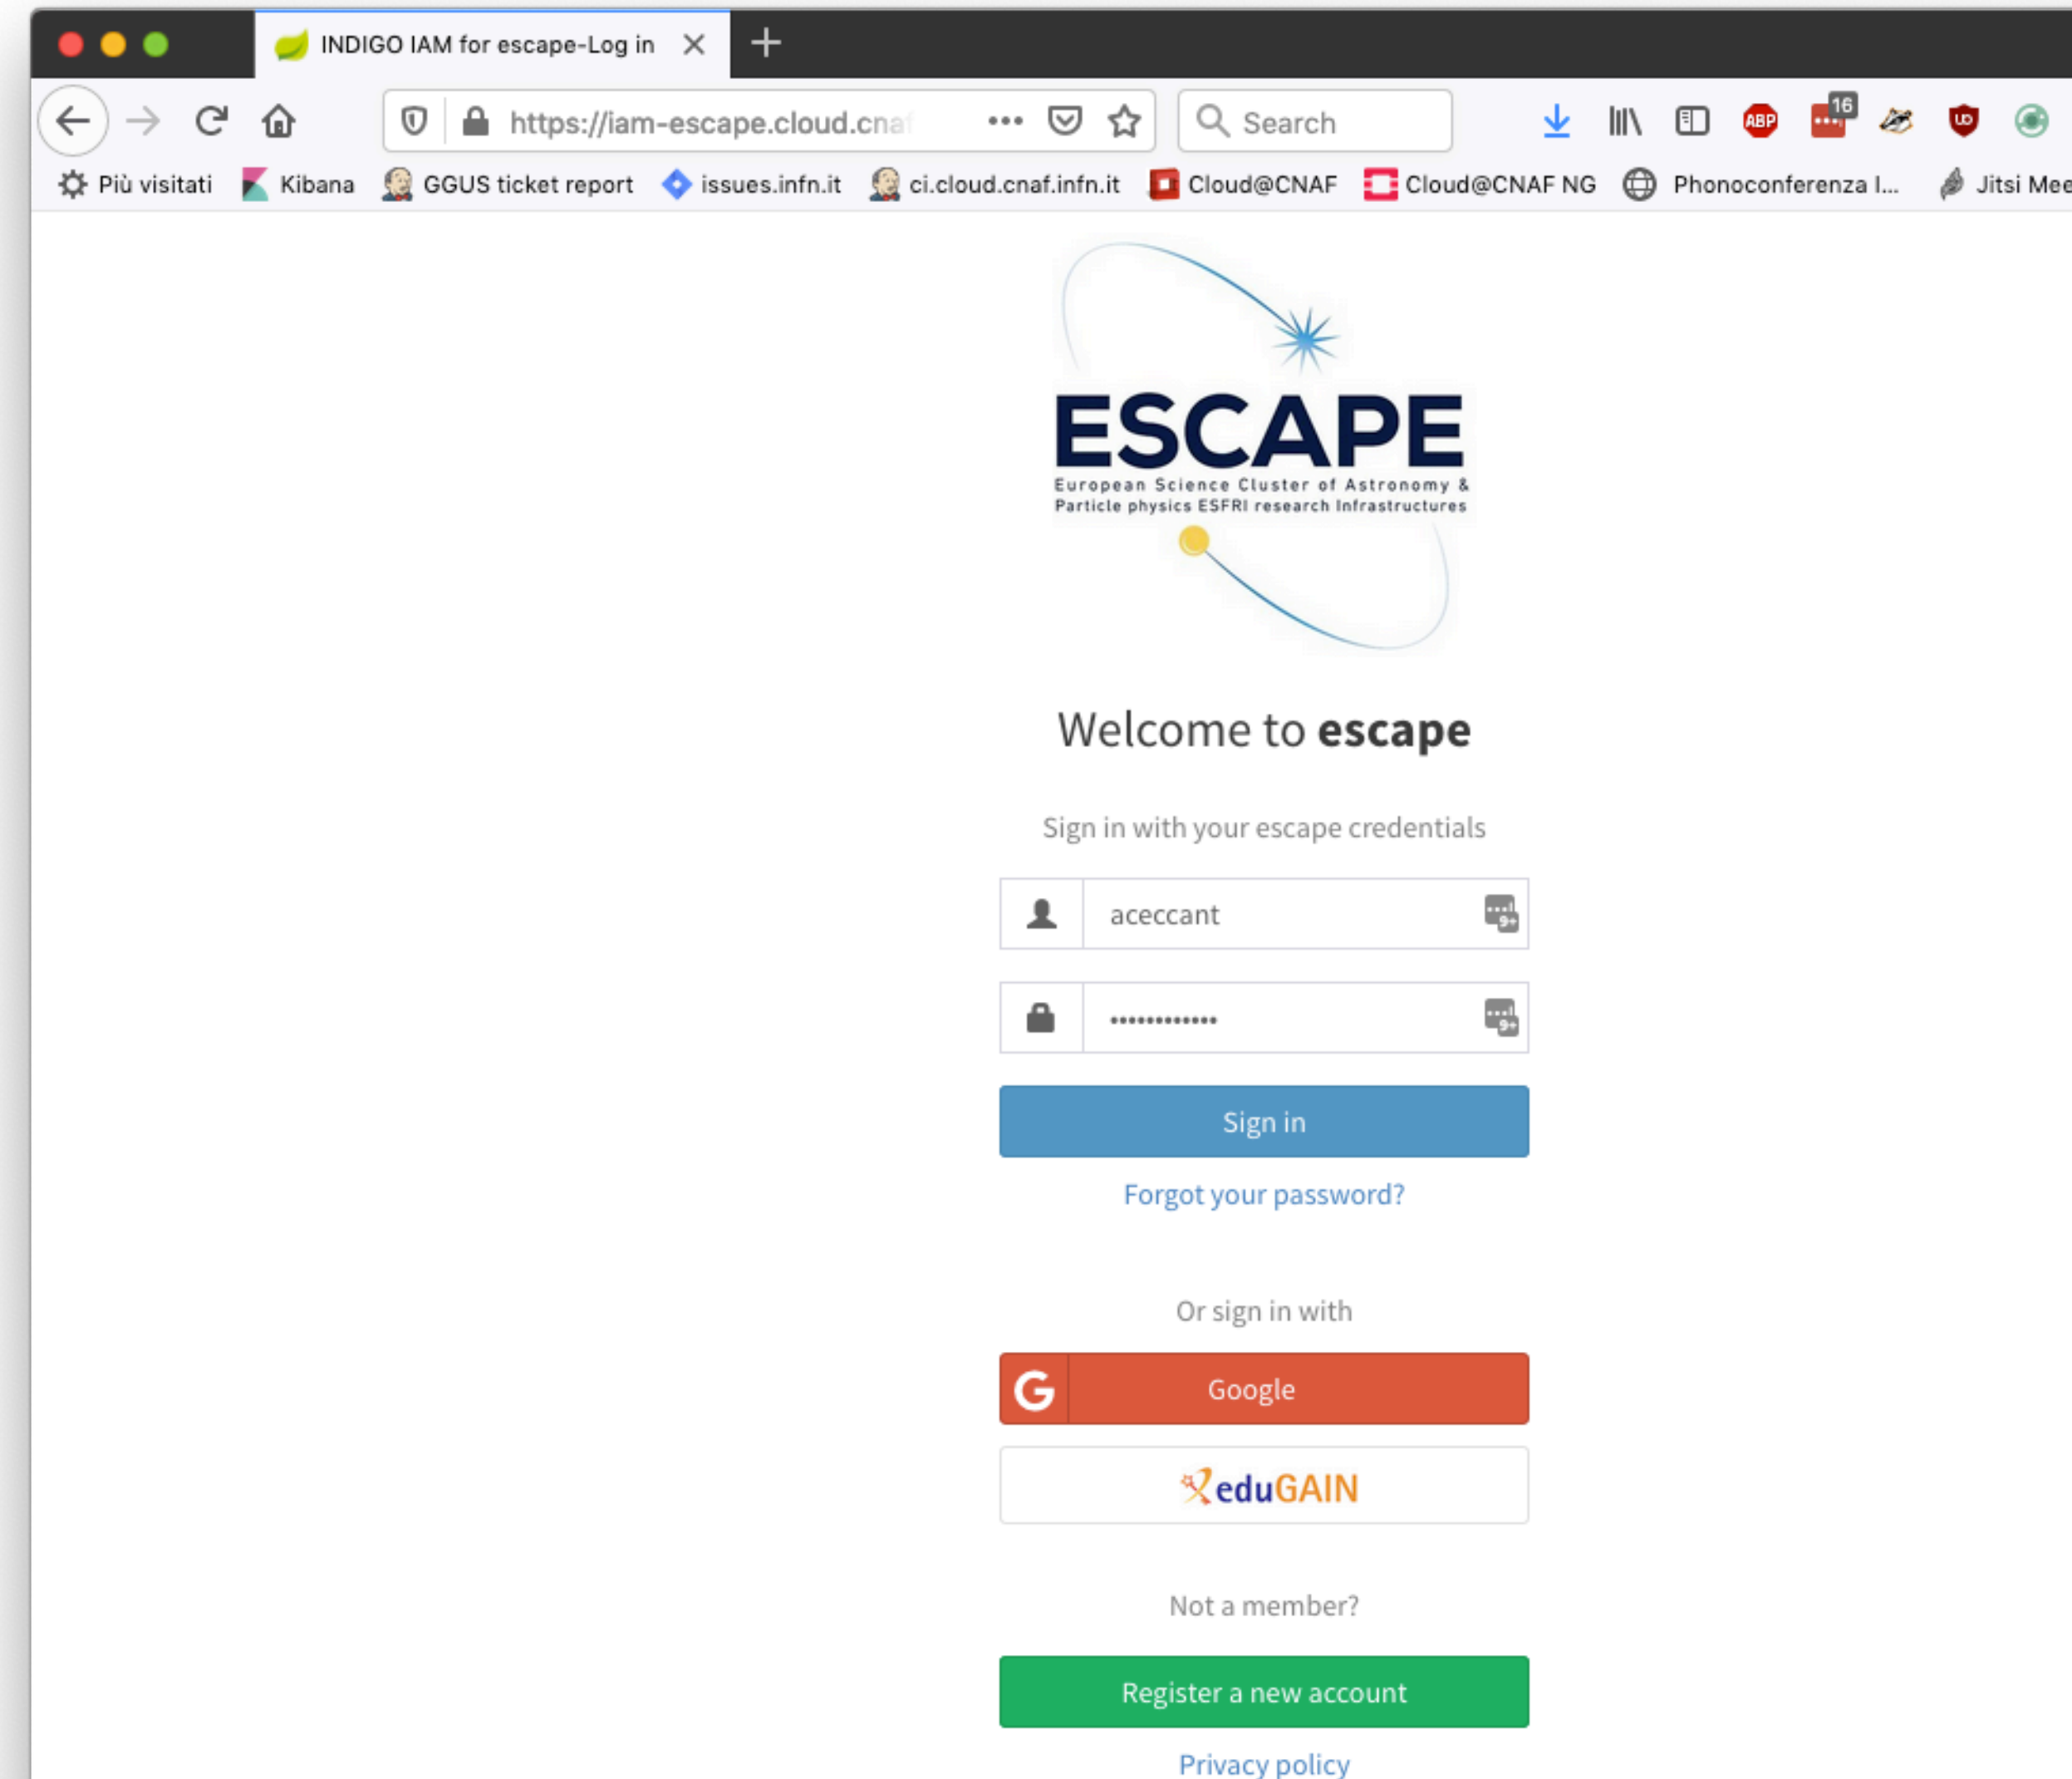 INDIGO IAM for escape-Log in
https://iam-escape.cloud.cnaf
Search
ABP
16
Più visitati Kibana GGUS ticket report issues.infn.it ci.cloud.cnaf.infn.it Cloud@CNAF Cloud@CNAF NG Phonoconferenza I... Jitsi Mee
ESCAPE
European Science Cluster of Astronomy &
Particle physics ESFRI research Infrastructures
Welcome to escape
Sign in with your escape credentials
aceccant
9+
••••••••••••
9+
Sign in
Forgot your password?
Or sign in with
G Google
eduGAIN
Not a member?
Register a new account
Privacy policy